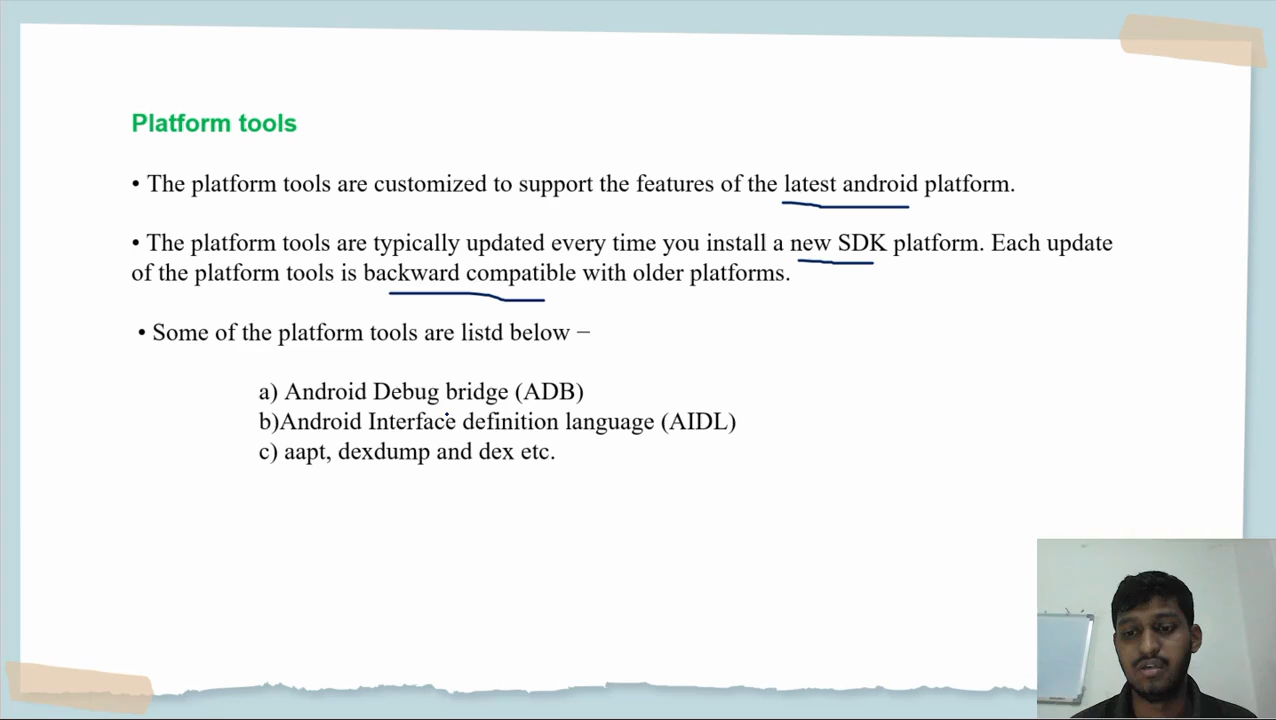 Platform tools
• The platform tools are customized to support the features of the latest android platform.
• The platform tools are typically updated every time you install a new SDK platform. Each update
of the platform tools is backward compatible with older platforms.
• Some of the platform tools are listd below −
a) Android Debug bridge (ADB)
b)Android Interface definition language (AIDL)
c) aapt, dexdump and dex etc.